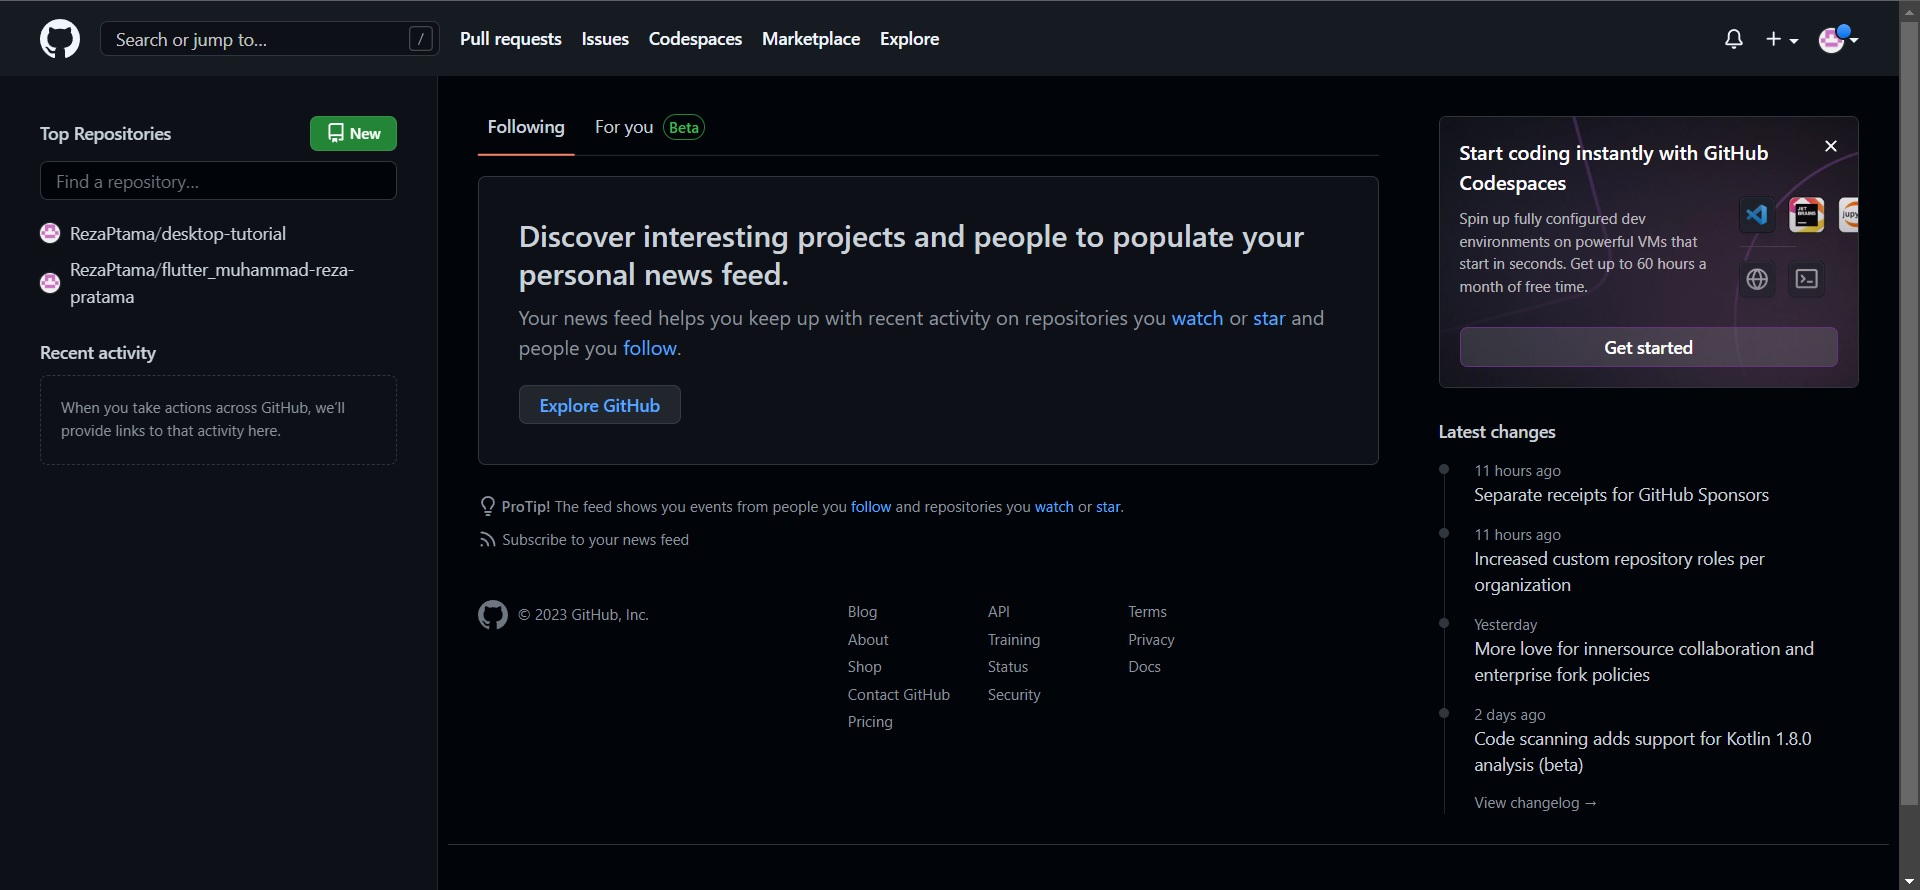 Search or jump to... /
Pull requests Issues Codespaces Marketplace Explore
Top Repositories
New
Find a repository...
RezaPtama/desktop-tutorial
RezaPtama/flutter_muhammad-reza-
pratama
Recent activity
When you take actions across GitHub, we'll
provide links to that activity here.
Following For you Beta
Discover interesting projects and people to populate your
personal news feed.
Your news feed helps you keep up with recent activity on repositories you watch or star and
people you follow.
Explore GitHub
ProTip! The feed shows you events from people you follow and repositories you watch or star.
Subscribe to your news feed
© 2023 GitHub, Inc.
Blog
About
Shop
Contact GitHub
Pricing
API
Training
Status
Security
Terms
Privacy
Docs
Start coding instantly with GitHub
Codespaces
Spin up fully configured dev
environments on powerful VMs that
start in seconds. Get up to 60 hours a
month of free time.
JET
BRAINS
jupy
Get started
Latest changes
11 hours ago
Separate receipts for GitHub Sponsors
11 hours ago
Increased custom repository roles per
organization
Yesterday
More love for innersource collaboration and
enterprise fork policies
2 days ago
Code scanning adds support for Kotlin 1.8.0
analysis (beta)
View changelog →